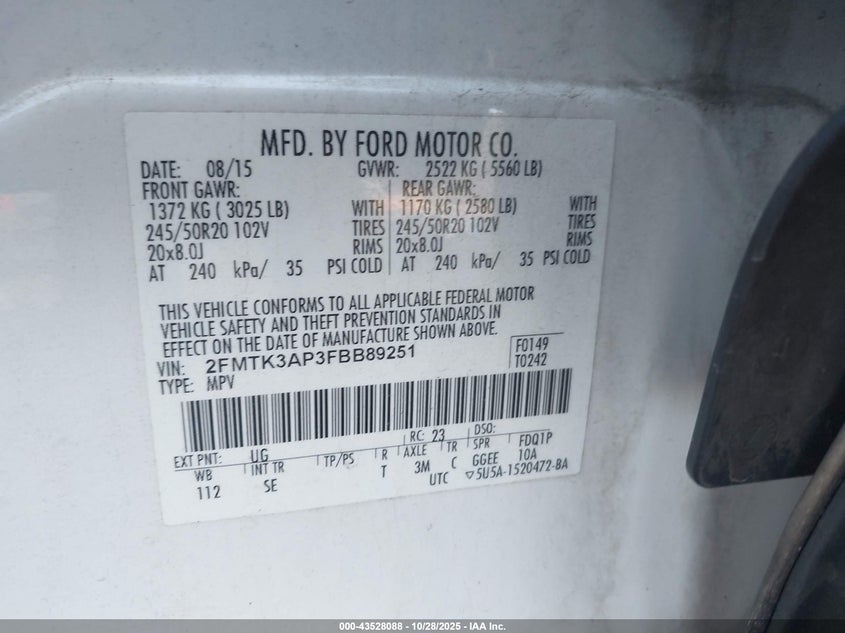 MFD. BY FORD MOTOR CO.
DATE: 08/15 GVWR: 2522 KG ( 5560 LB)
FRONT GAWR: REAR GAWR:
1372 KG ( 3025 LB) WITH 1170 KG ( 2580 LB) WITH
245/50R20 102V TIRES 245/50R20 102V TIRES
20x8.0J RIMS 20x8.0J RIMS
AT 240 kPa/ 35 PSI COLD AT 240 kPa/ 35 PSI COLD
THIS VEHICLE CONFORMS TO ALL APPLICABLE FEDERAL MOTOR
VEHICLE SAFETY AND THEFT PREVENTION STANDARDS IN
EFFECT ON THE DATE OF MANUFACTURE SHOWN ABOVE.
VIN: 2FMTK3AP3FBB89251 F0149
TYPE: MPV T0242
EXT PNT: UG RC: 23 DSO: FDQ1P
WB INT TR TP/PS R AXLE TR SPR 10A
112 SE T 3M C GGEE
UTC ▽5U5A-1520472-BA
000-43528088 - 10/28/2025 - IAA Inc.